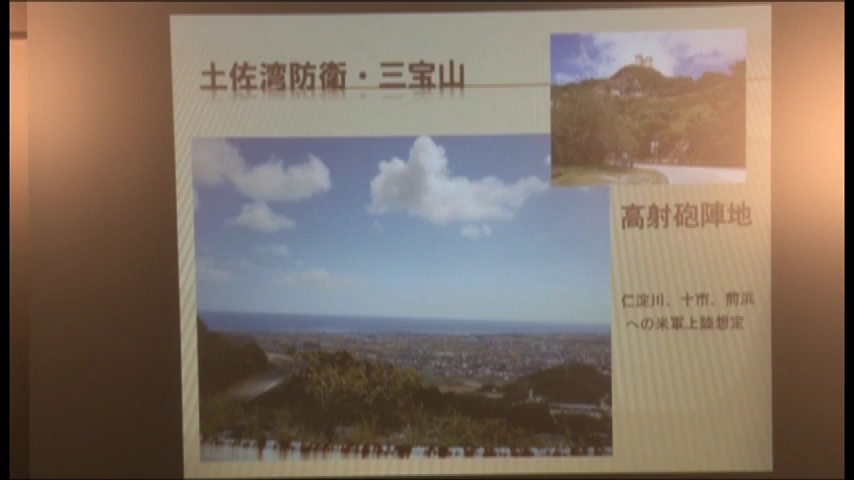 土佐湾防衛・三宝山
高射砲陣地
仁淀川、十市、前浜
への米軍上陸想定